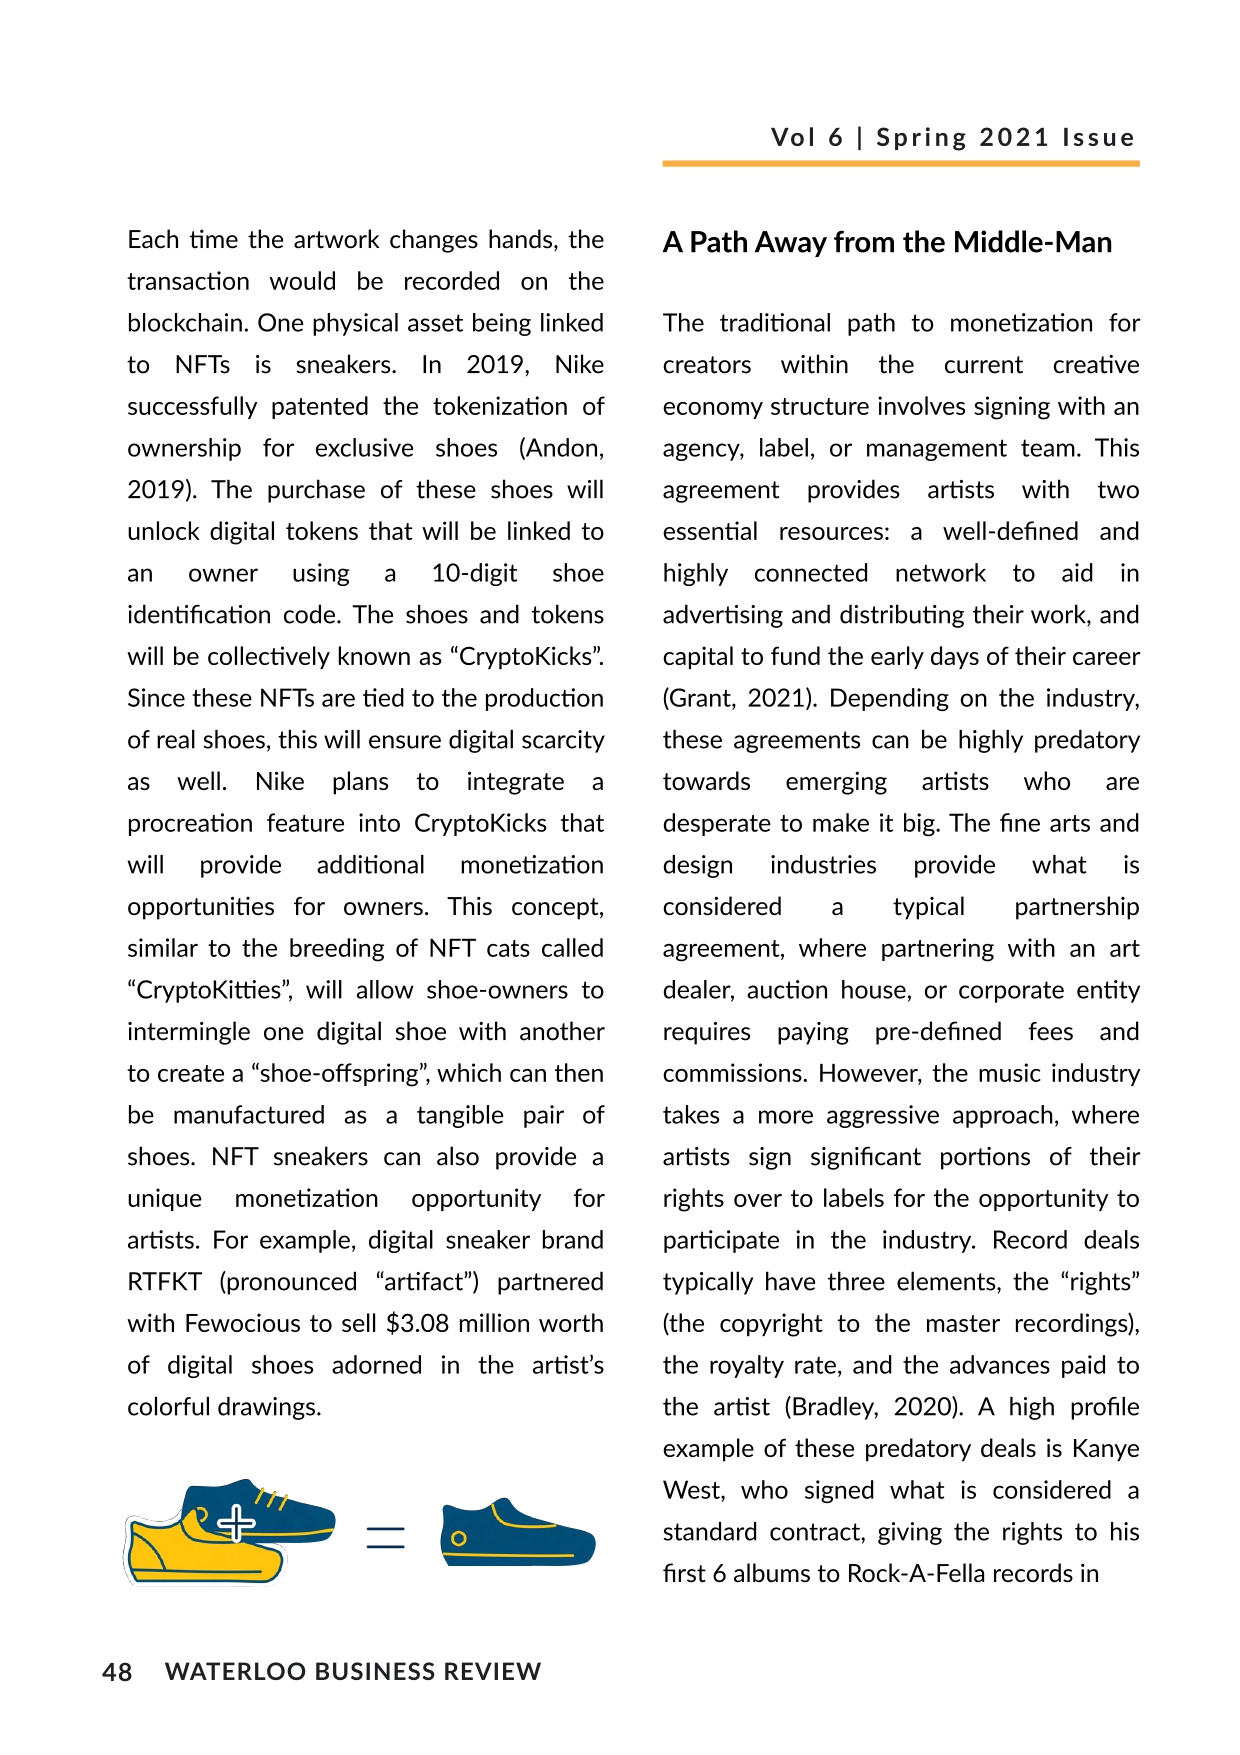 Vol 6 | Spring 2021 Issue
Each time the artwork changes hands, the
transaction would be recorded on the
blockchain. One physical asset being linked
to NFTs is sneakers. In 2019, Nike
successfully patented the tokenization of
ownership for exclusive shoes (Andon,
2019). The purchase of these shoes will
unlock digital tokens that will be linked to
an owner using a 10-digit shoe
identification code. The shoes and tokens
will be collectively known as “CryptoKicks”.
Since these NFTs are tied to the production
of real shoes, this will ensure digital scarcity
as well. Nike plans to integrate a
procreation feature into CryptoKicks that
will provide additional monetization
opportunities for owners. This concept,
similar to the breeding of NFT cats called
“CryptoKitties”, will allow shoe-owners to
intermingle one digital shoe with another
to create a “shoe-offspring”, which can then
be manufactured as a tangible pair of
shoes. NFT sneakers can also provide a
unique monetization opportunity for
artists. For example, digital sneaker brand
RTFKT (pronounced “artifact”) partnered
with Fewocious to sell $3.08 million worth
of digital shoes adorned in the artist’s
colorful drawings.
A Path Away from the Middle-Man
The traditional path to monetization for
creators within the current creative
economy structure involves signing with an
agency, label, or management team. This
agreement provides artists with two
essential resources: a well-defined and
highly connected network to aid in
advertising and distributing their work, and
capital to fund the early days of their career
(Grant, 2021). Depending on the industry,
these agreements can be highly predatory
towards emerging artists who are
desperate to make it big. The fine arts and
design industries provide what is
considered a typical partnership
agreement, where partnering with an art
dealer, auction house, or corporate entity
requires paying pre-defined fees and
commissions. However, the music industry
takes a more aggressive approach, where
artists sign significant portions of their
rights over to labels for the opportunity to
participate in the industry. Record deals
typically have three elements, the “rights”
(the copyright to the master recordings),
the royalty rate, and the advances paid to
the artist (Bradley, 2020). A high profile
example of these predatory deals is Kanye
West, who signed what is considered a
standard contract, giving the rights to his
first 6 albums to Rock-A-Fella records in
48 WATERLOO BUSINESS REVIEW